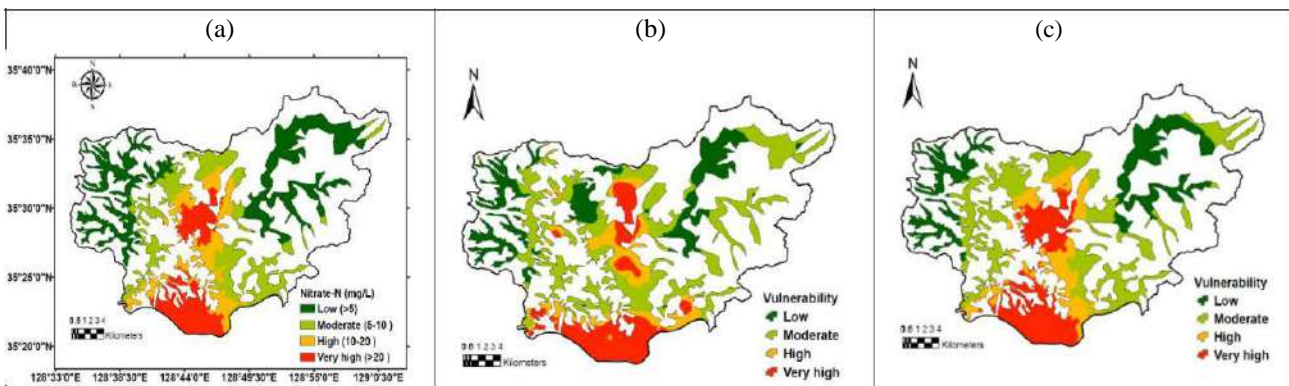 (a)
(b)
(c)
35°40'0"N
35°35'0"N
35°30'0"N
35°25'0"N
35°20'0"N
N
S
Nitrate-N (mg/L)
Low (>5)
Moderate (5-10 )
High (10-20 )
Very high (>20 )
Kilometers
128°33'0"E
128°38'30"E
128°44'0"E
128°49'30"E
128°55'0"E
129°0'30"E
N
Vulnerability
Low
Moderate
High
Very high
Kilometers
N
Vulnerability
Low
Moderate
High
Very high
Kilometers